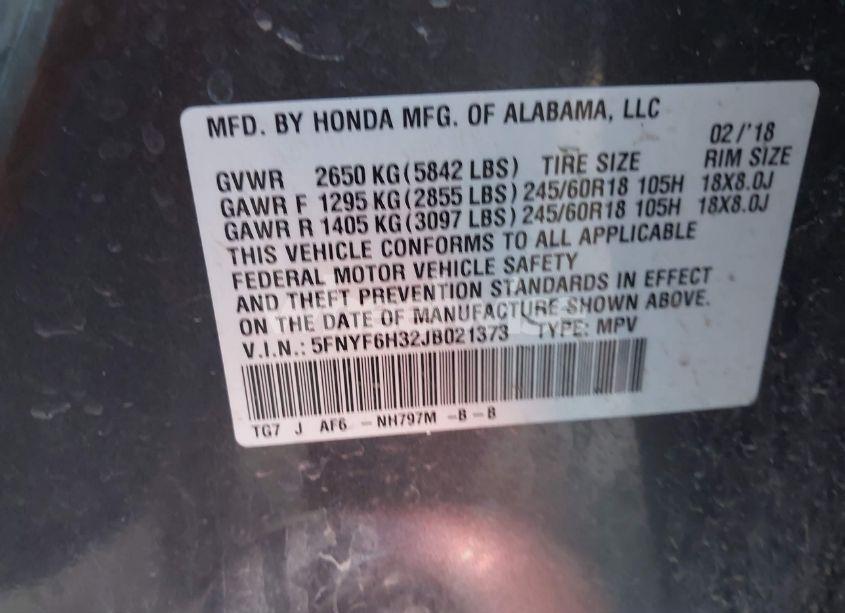 MFD. BY HONDA MFG. OF ALABAMA, LLC
02/'18
GVWR 2650 KG(5842 LBS) TIRE SIZE RIM SIZE
GAWR F 1295 KG(2855 LBS) 245/60R18 105H 18X8.0J
GAWR R 1405 KG(3097 LBS) 245/60R18 105H 18X8.0J
THIS VEHICLE CONFORMS TO ALL APPLICABLE
FEDERAL MOTOR VEHICLE SAFETY
AND THEFT PREVENTION STANDARDS IN EFFECT
ON THE DATE OF MANUFACTURE SHOWN ABOVE.
V.I.N.: 5FNYF6H32JB021373 TYPE: MPV
TG7 J AF6 -NH797M -B-B